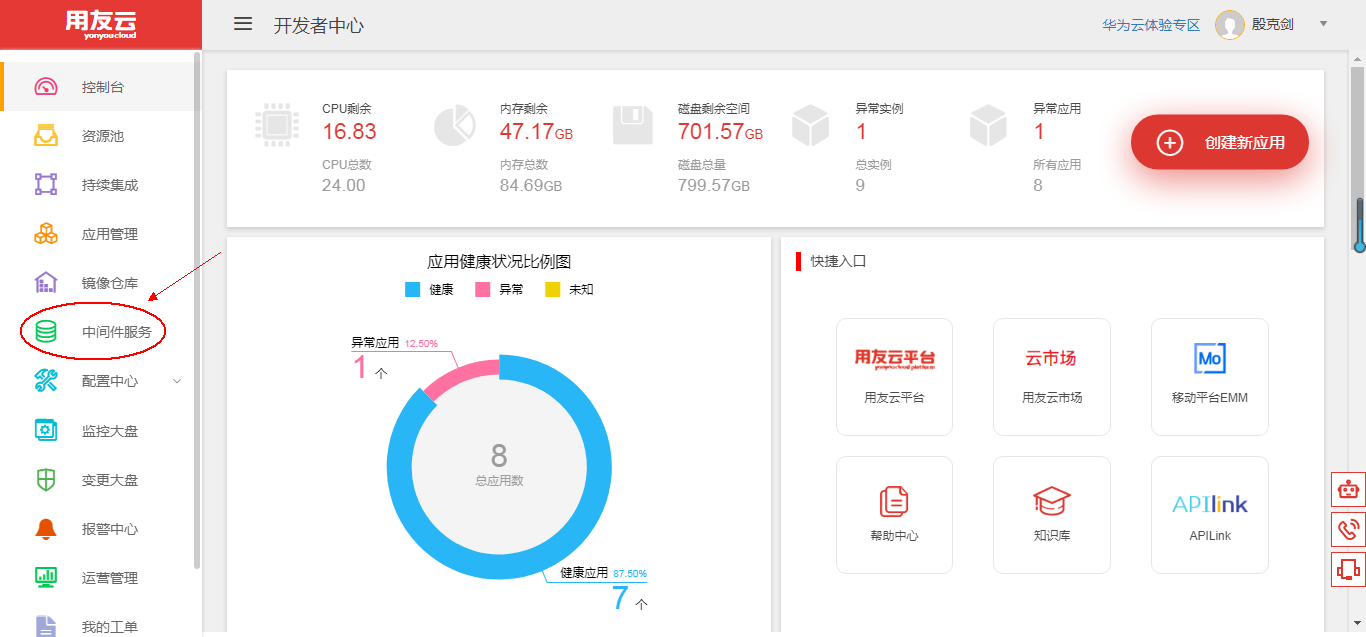 用友云
yonyoucloud
开发者中心
华为云体验专区
殷克剑
控制台
资源池
持续集成
应用管理
镜像仓库
中间件服务
配置中心
监控大盘
变更大盘
报警中心
运营管理
我的工单
CPU剩余
16.83
CPU总数
24.00
内存剩余
47.17GB
内存总数
84.69GB
磁盘剩余空间
701.57GB
磁盘总量
799.57GB
异常实例
1
总实例
9
异常应用
1
所有应用
8
创建新应用
应用健康状况比例图
健康 异常 未知
异常应用 12.50%
1 个
8
总应用数
健康应用 87.50%
7 个
快捷入口
用友云平台
yonyoucloud platform
用友云平台
云市场
用友云市场
Mo
移动平台EMM
帮助中心
知识库
APIlink
APILink